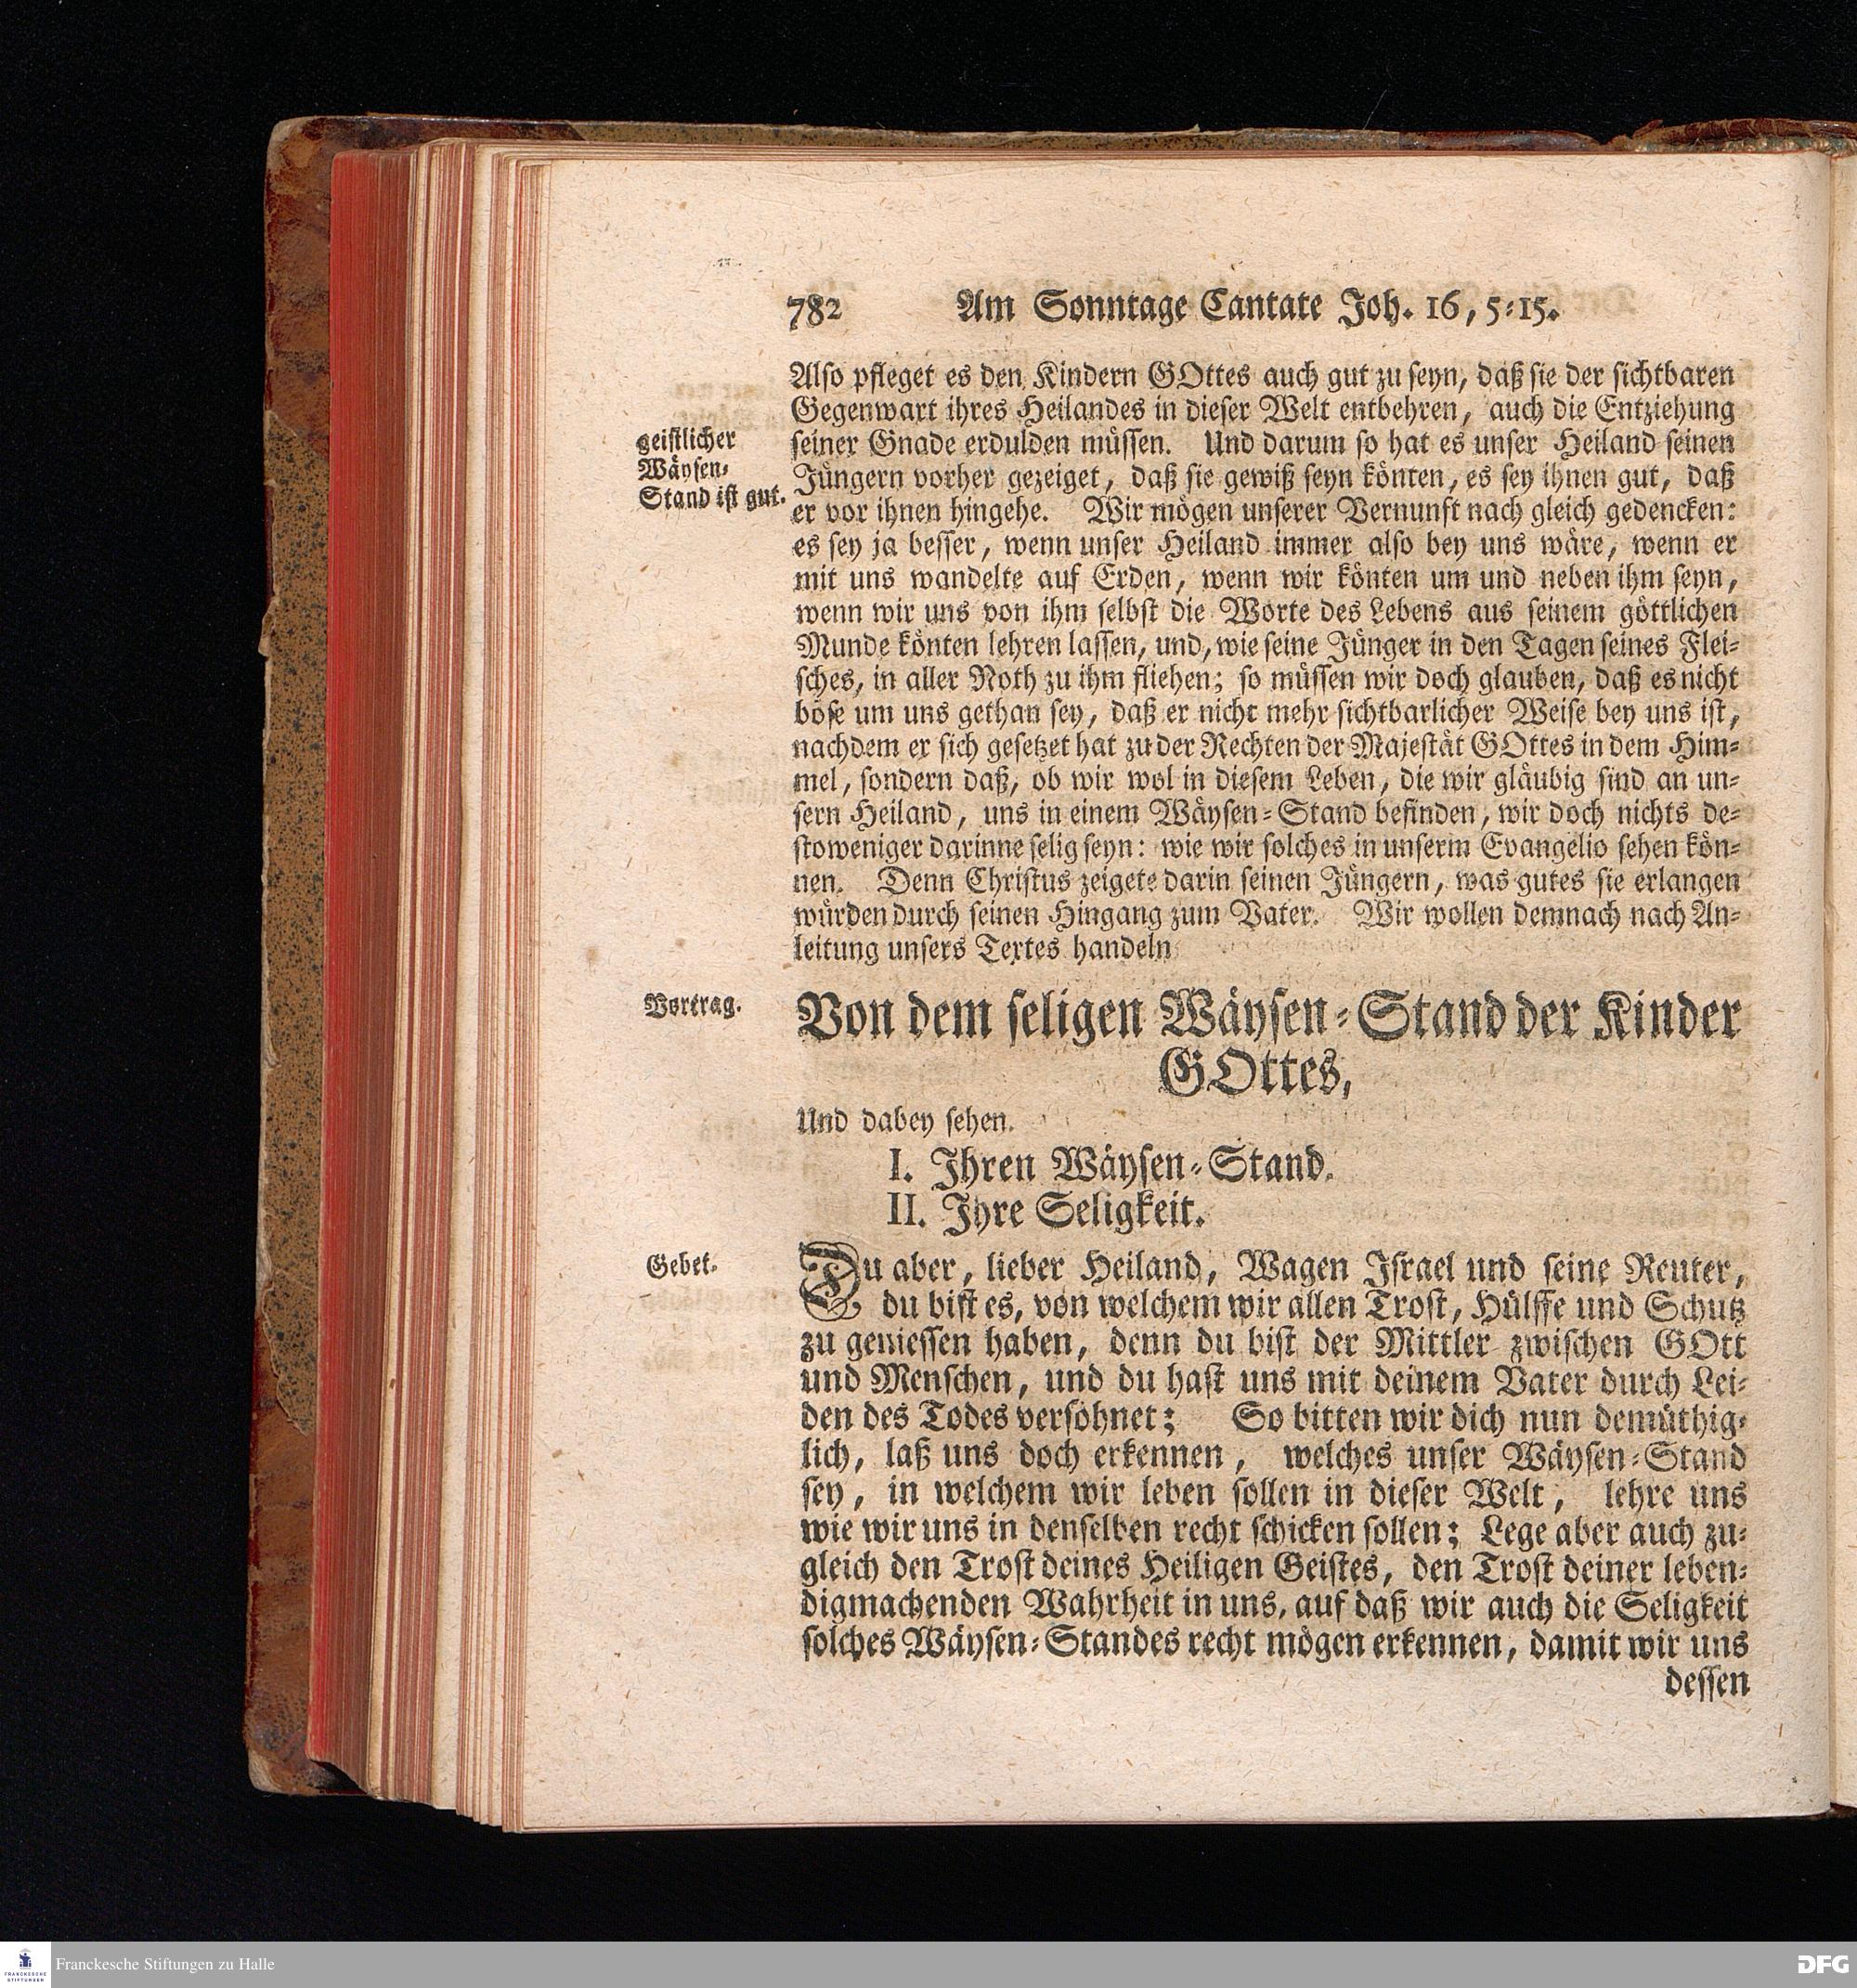 782 Am Sonntage Cantate Joh. 16, 5-15.
Also pfleget es den Kindern GOttes auch gut zu seyn, daß sie der sichtbaren
Gegenwart ihres Heilandes in dieser Welt entbehren, auch die Entziehung
geistlicher
Wäysen-
Stand ist gut.
seiner Gnade erdulden müssen. Und darum so hat es unser Heiland seinen
Jüngern vorher gezeiget, daß sie gewiß seyn könten, es sey ihnen gut, daß
er vor ihnen hingehe. Wir mögen unserer Vernunft nach gleich gedencken:
es sey ja besser, wenn unser Heiland immer also bey uns wäre, wenn er
mit uns wandelte auf Erden, wenn wir könten um und neben ihm seyn,
wenn wir uns von ihm selbst die Worte des Lebens aus seinem göttlichen
Munde könten lehren lassen, und, wie seine Jünger in den Tagen seines Flei-
sches, in aller Noth zu ihm fliehen; so müssen wir doch glauben, daß es nicht
böse um uns gethan sey, daß er nicht mehr sichtbarlicher Weise bey uns ist,
nachdem er sich gesetzet hat zu der Rechten der Majestät GOttes in dem Him-
mel, sondern daß, ob wir wol in diesem Leben, die wir gläubig sind an un-
sern Heiland, uns in einem Wäysen-Stand befinden, wir doch nichts de-
stoweniger darinne selig seyn: wie wir solches in unserm Evangelio sehen kön-
nen. Denn Christus zeigete darin seinen Jüngern, was gutes sie erlangen
würden durch seinen Hingang zum Vater. Wir wollen demnach nach An-
leitung unsers Textes handeln
Vortrag.
Von dem seligen Wäysen-Stand der Kinder
GOttes,
Und dabey sehen.
I. Ihren Wäysen-Stand.
II. Ihre Seligkeit.
Gebet.
Du aber, lieber Heiland, Wagen Israel und seine Reuter,
du bist es, von welchem wir allen Trost, Hülffe und Schutz
zu geniessen haben, denn du bist der Mittler zwischen GOtt
und Menschen, und du hast uns mit deinem Vater durch Lei-
den des Todes versöhnet; So bitten wir dich nun demüthig-
lich, laß uns doch erkennen, welches unser Wäysen-Stand
sey, in welchem wir leben sollen in dieser Welt, lehre uns
wie wir uns in denselben recht schicken sollen; Lege aber auch zu-
gleich den Trost deines Heiligen Geistes, den Trost deiner leben-
digmachenden Wahrheit in uns, auf daß wir auch die Seligkeit
solches Wäysen-Standes recht mögen erkennen, damit wir uns
dessen
FRANCKESCHE
STIFTUNGEN
Franckesche Stiftungen zu Halle
DFG